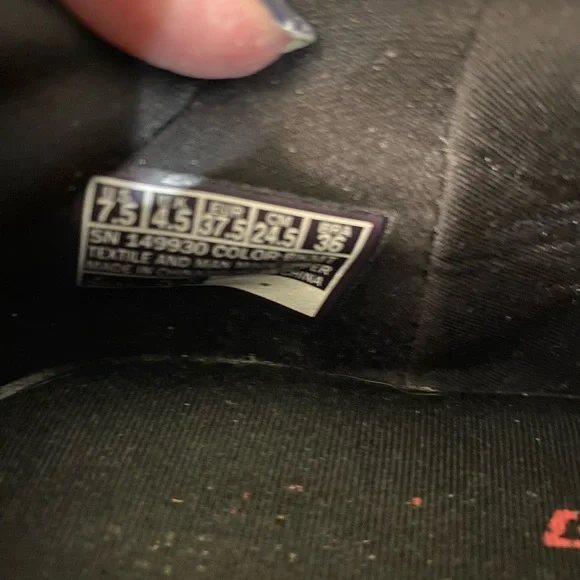 US UK EUR CM BRA
7.5 4.5 37.5 24.5 36
SN 149930 COLOR
TEXTILE AND MAN
MADE IN CHINA